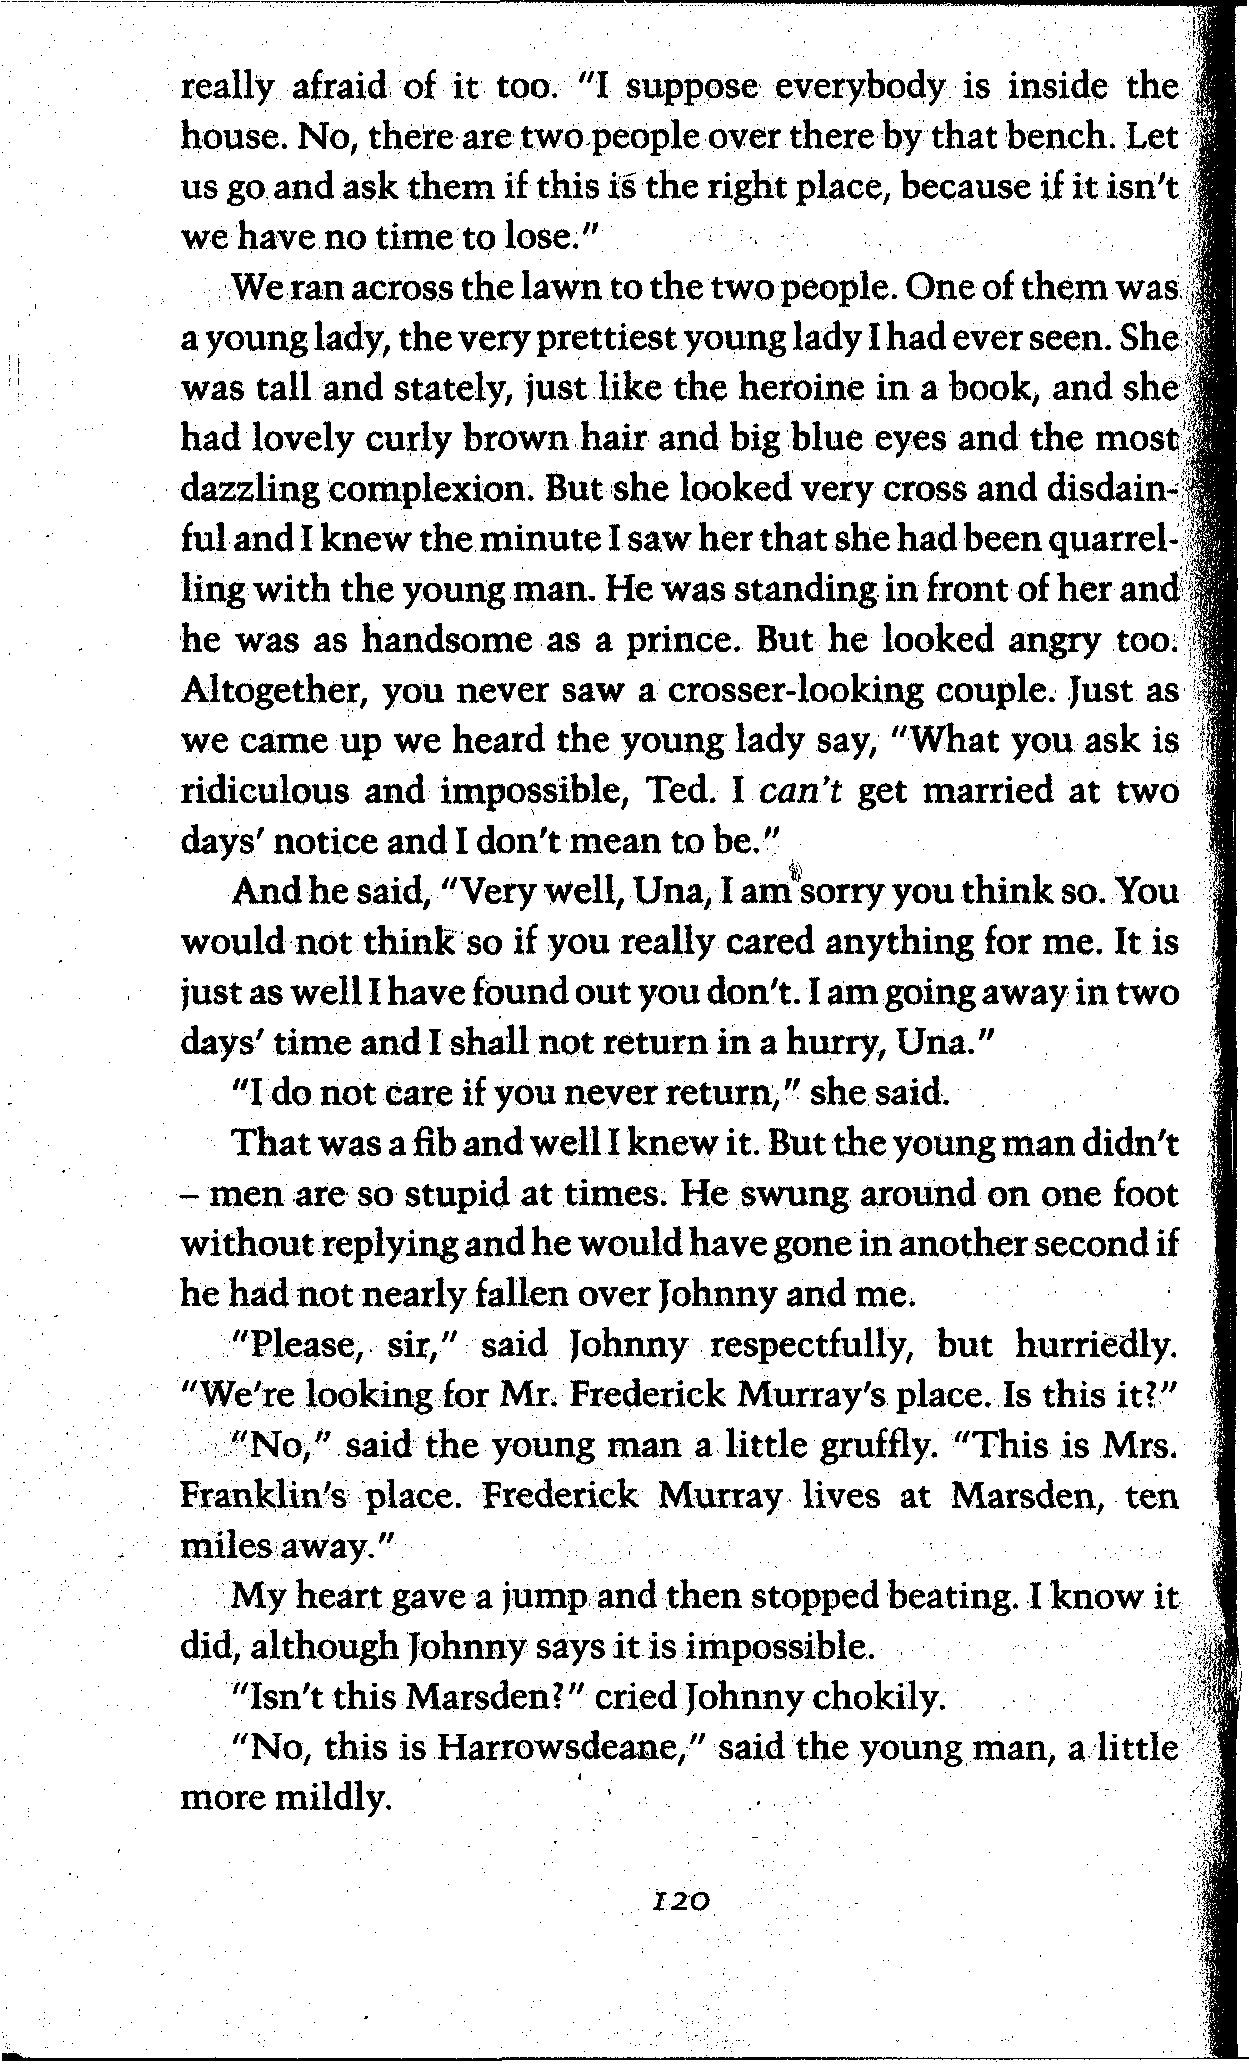 really afraid of it too. "I suppose everybody is inside the
house. No, there are two people over there by that bench. Let
us go and ask them if this is the right place, because if it isn't
we have no time to lose."
We ran across the lawn to the two people. One of them was
a young lady, the very prettiest young lady I had ever seen. She
was tall and stately, just like the heroine in a book, and she
had lovely curly brown hair and big blue eyes and the most
dazzling complexion. But she looked very cross and disdain-
ful and I knew the minute I saw her that she had been quarrel-
ling with the young man. He was standing in front of her and
he was as handsome as a prince. But he looked angry too.
Altogether, you never saw a crosser-looking couple. Just as
we came up we heard the young lady say, "What you ask is
ridiculous and impossible, Ted. I can't get married at two
days' notice and I don't mean to be."
And he said, "Very well, Una, I am sorry you think so. You
would not think so if you really cared anything for me. It is
just as well I have found out you don't. I am going away in two
days' time and I shall not return in a hurry, Una."
"I do not care if you never return," she said.
That was a fib and well I knew it. But the young man didn't
– men are so stupid at times. He swung around on one foot
without replying and he would have gone in another second if
he had not nearly fallen over Johnny and me.
"Please, sir," said Johnny respectfully, but hurriedly.
"We're looking for Mr. Frederick Murray's place. Is this it?"
"No," said the young man a little gruffly. "This is Mrs.
Franklin's place. Frederick Murray lives at Marsden, ten
miles away."
My heart gave a jump and then stopped beating. I know it
did, although Johnny says it is impossible.
"Isn't this Marsden?" cried Johnny chokily.
"No, this is Harrowsdeane," said the young man, a little
more mildly.
120